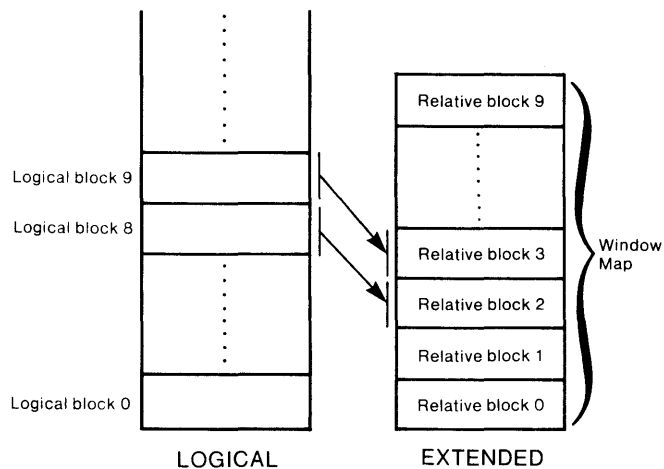 Relative block 9
Logical block 9
Logical block 8
Relative block 3
Window
Map
Relative block 2
Relative block 1
Logical block 0
Relative block 0
LOGICAL
EXTENDED